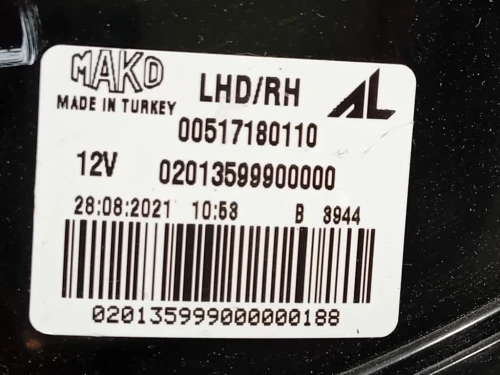 MAKO LHD/RH AL
MADE IN TURKEY
00517180110
12V 02013599900000
28:08:2021 10:53 B 3944
020135999000000188